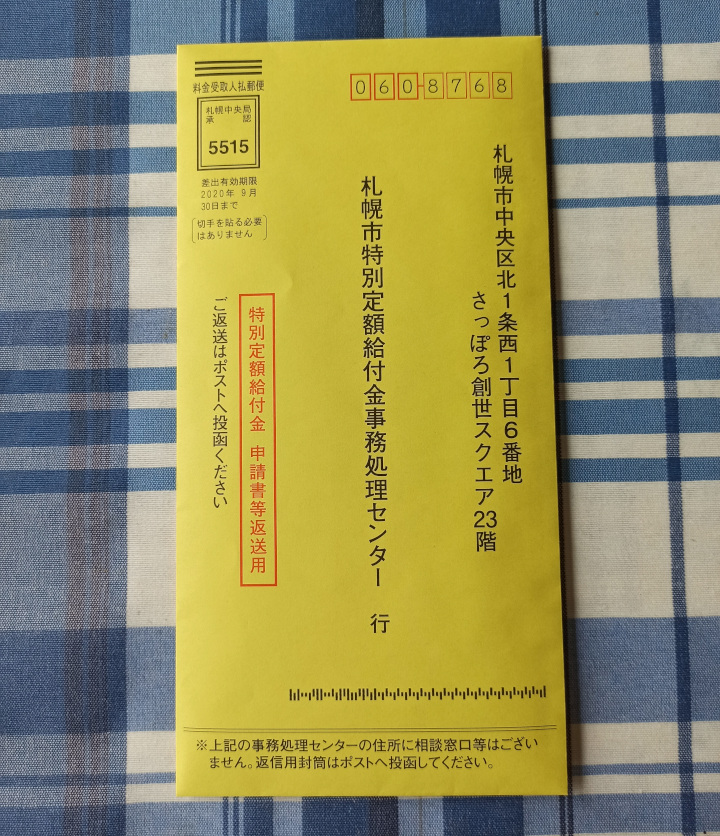 料金受取人払郵便
札幌中央局
承認
5515
差出有効期限
2020年9月
30日まで
切手を貼る必要
はありません
0608768
札幌市中央区北1条西1丁目6番地
さっぽろ創世スクエア23階
札幌市特別定額給付金事務処理センター 行
特別定額給付金 申請書等返送用
ご返送はポストへ投函ください
※上記の事務処理センターの住所に相談窓口等はござい
ません。返信用封筒はポストへ投函してください。